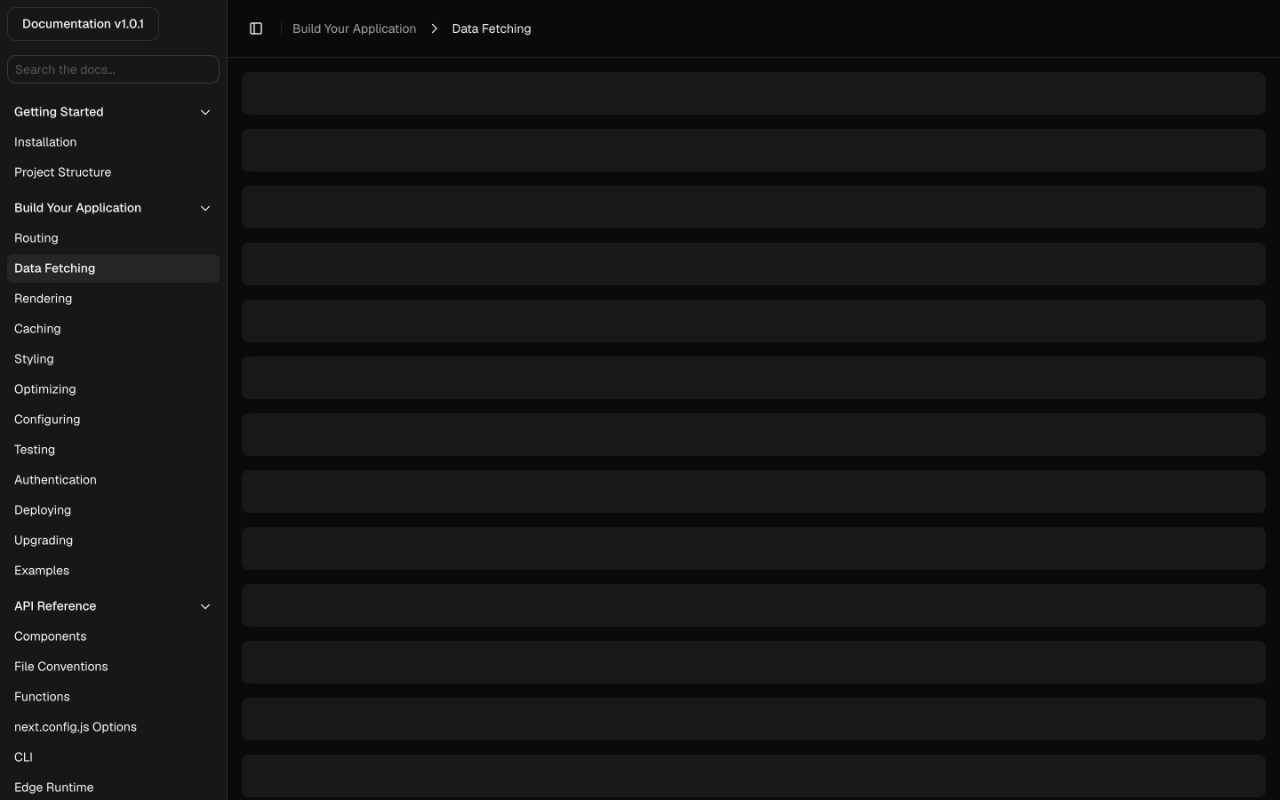 Documentation v1.0.1
Search the docs...
Getting Started
Installation
Project Structure
Build Your Application
Routing
Data Fetching
Rendering
Caching
Styling
Optimizing
Configuring
Testing
Authentication
Deploying
Upgrading
Examples
API Reference
Components
File Conventions
Functions
next.config.js Options
CLI
Edge Runtime
Build Your Application
Data Fetching